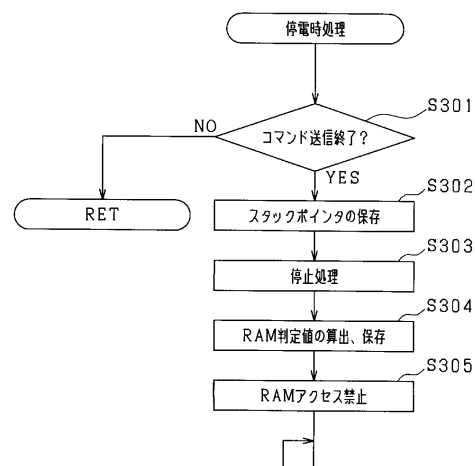 停電時処理
S301
コマンド送信終了？
NO
YES
S302
RET
スタックポインタの保存
S303
停止処理
S304
RAM判定値の算出、保存
S305
RAMアクセス禁止